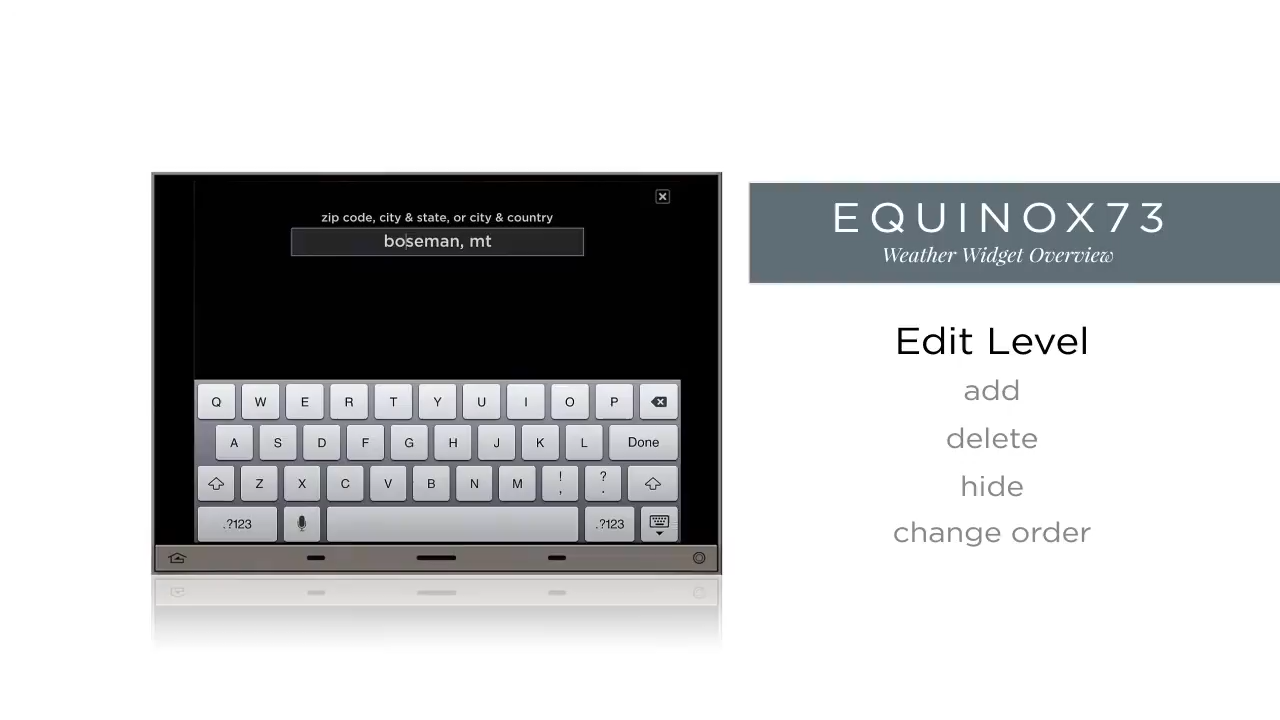 zip code, city & state, or city & country
boseman, mt
Q W E R T Y U I O P
A S D F G H J K L Done
Z X C V B N M ! , ? .
.?123 .?123
EQUINOX73
Weather Widget Overview
Edit Level
add
delete
hide
change order